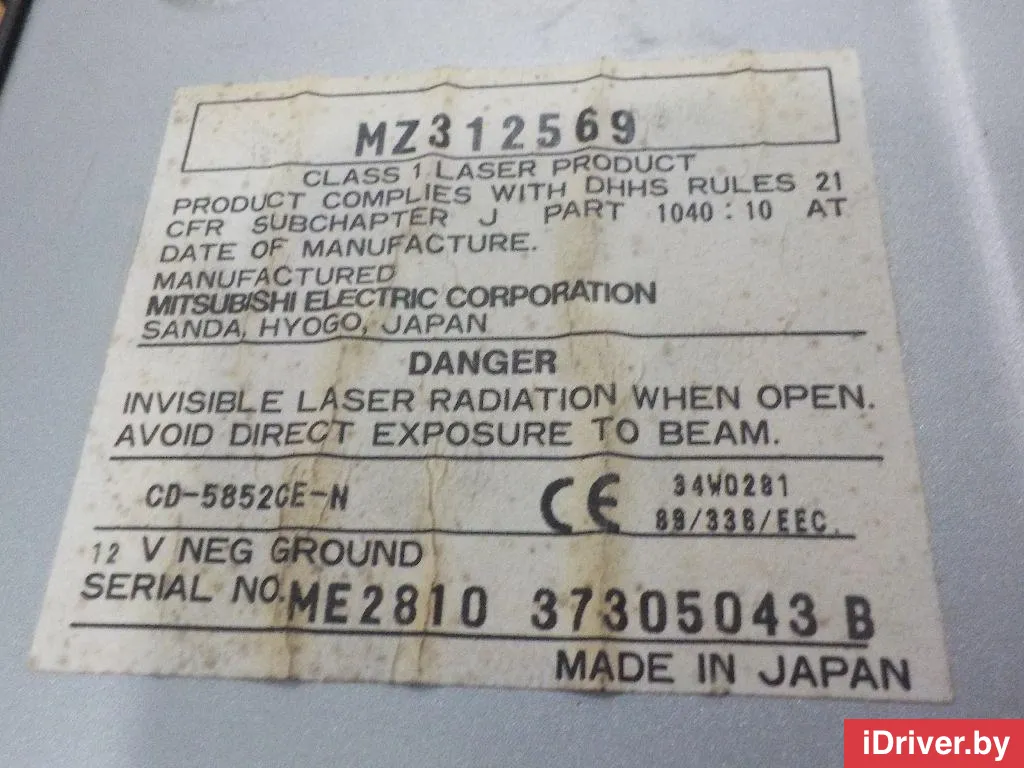 MZ312569
CLASS 1 LASER PRODUCT
PRODUCT COMPLIES WITH DHHS RULES 21
CFR SUBCHAPTER J PART 1040:10 AT
DATE OF MANUFACTURE.
MANUFACTURED
MITSUBISHI ELECTRIC CORPORATION
SANDA, HYOGO, JAPAN
DANGER
INVISIBLE LASER RADIATION WHEN OPEN.
AVOID DIRECT EXPOSURE TO BEAM.
CD-5852CE-N
CE
34W0281
89/336/EEC.
12 V NEG GROUND
SERIAL NO. ME2810 37305043 B
MADE IN JAPAN
iDriver.by